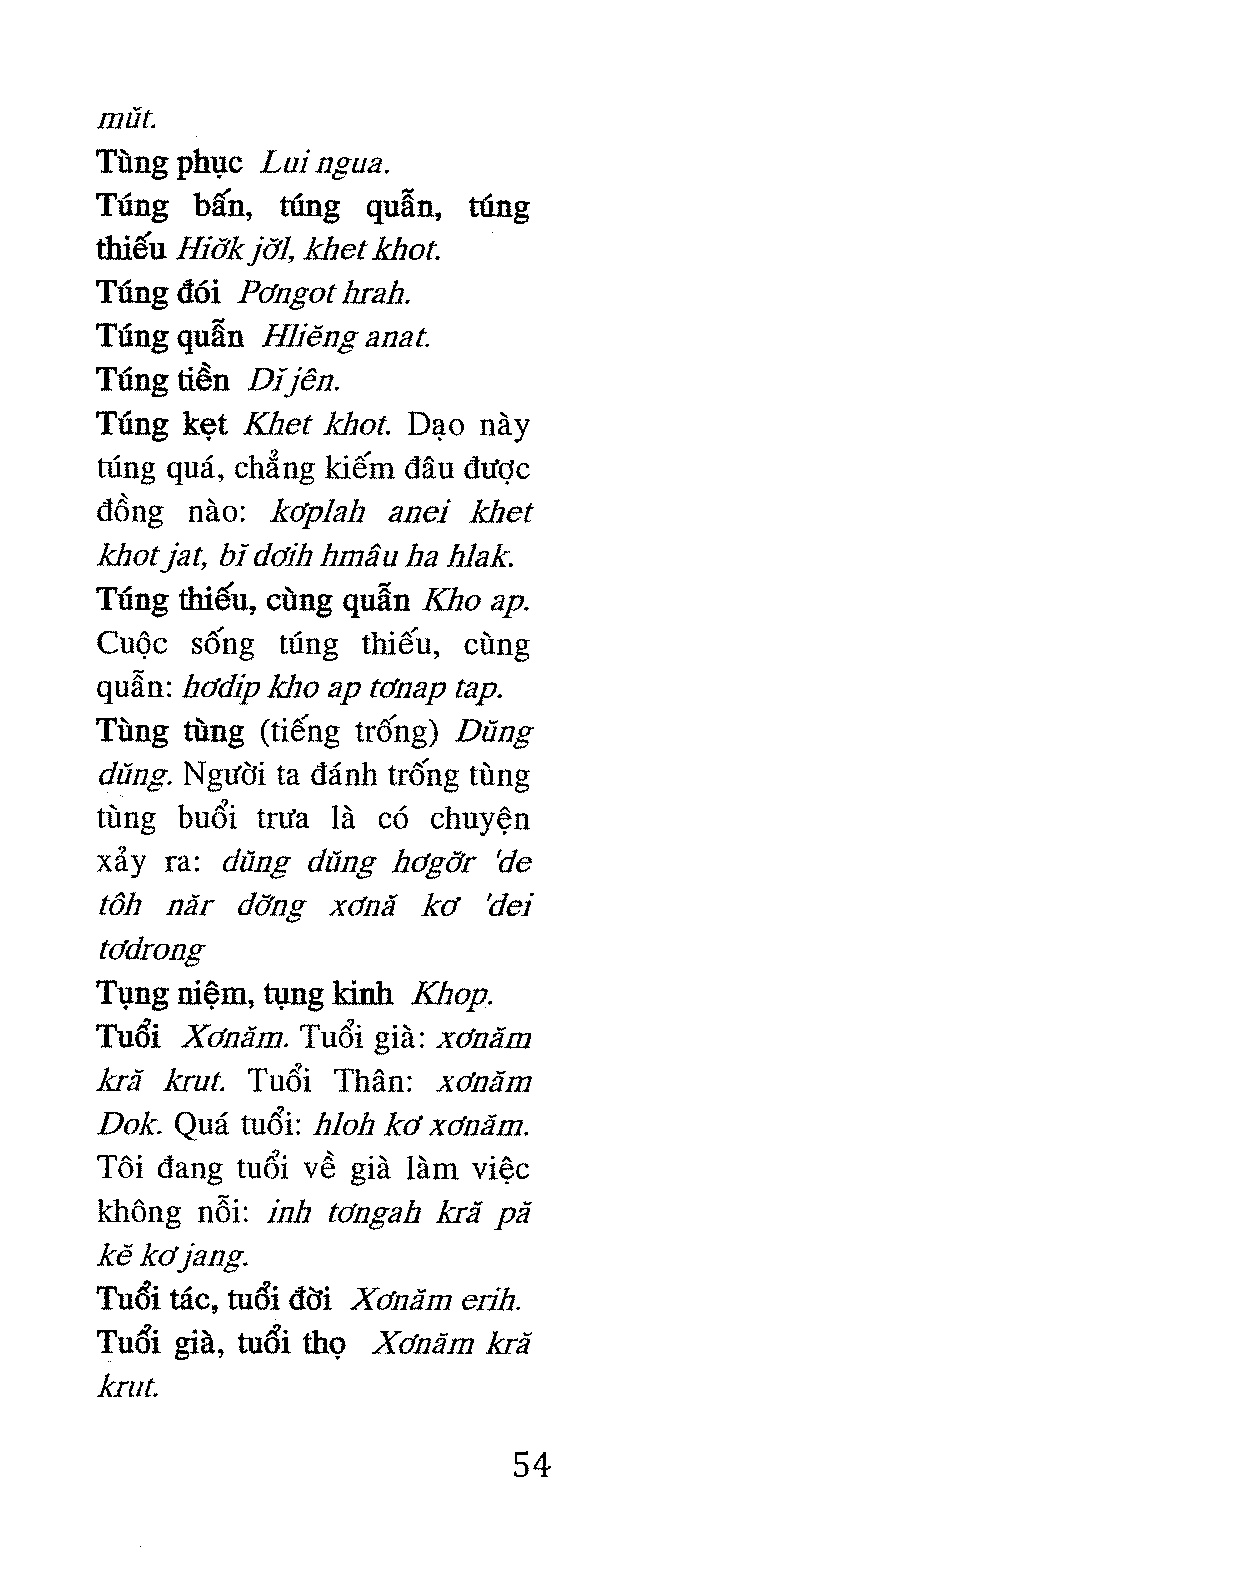 mŭt.
Tùng phục Lui ngua.
Túng bấn, túng quẫn, túng
thiếu Hiơ̆k jơ̆l, khet khot.
Túng đói Pơngot hrah.
Túng quẫn Hliĕng anat.
Túng tiền Dĭ jên.
Túng kẹt Khet khot. Dạo này
túng quá, chẳng kiếm đâu được
đồng nào: kơplah anei khet
khot jat, bĭ dơih hmâu ha hlak.
Túng thiếu, cùng quẫn Kho ap.
Cuộc sống túng thiếu, cùng
quẫn: hơdip kho ap tơnap tap.
Tùng tùng (tiếng trống) Dŭng
dŭng. Người ta đánh trống tùng
tùng buổi trưa là có chuyện
xảy ra: dŭng dŭng hơgơ̆r 'de
tôh năr dơ̆ng xơnă kơ 'dei
tơdrong
Tụng niệm, tụng kinh Khop.
Tuổi Xơnăm. Tuổi già: xơnăm
kră krut. Tuổi Thân: xơnăm
Dok. Quá tuổi: hloh kơ xơnăm.
Tôi đang tuổi về già làm việc
không nỗi: inh tơngah kră pă
kĕ kơ jang.
Tuổi tác, tuổi đời Xơnăm erih.
Tuổi già, tuổi thọ Xơnăm kră
krut.
54